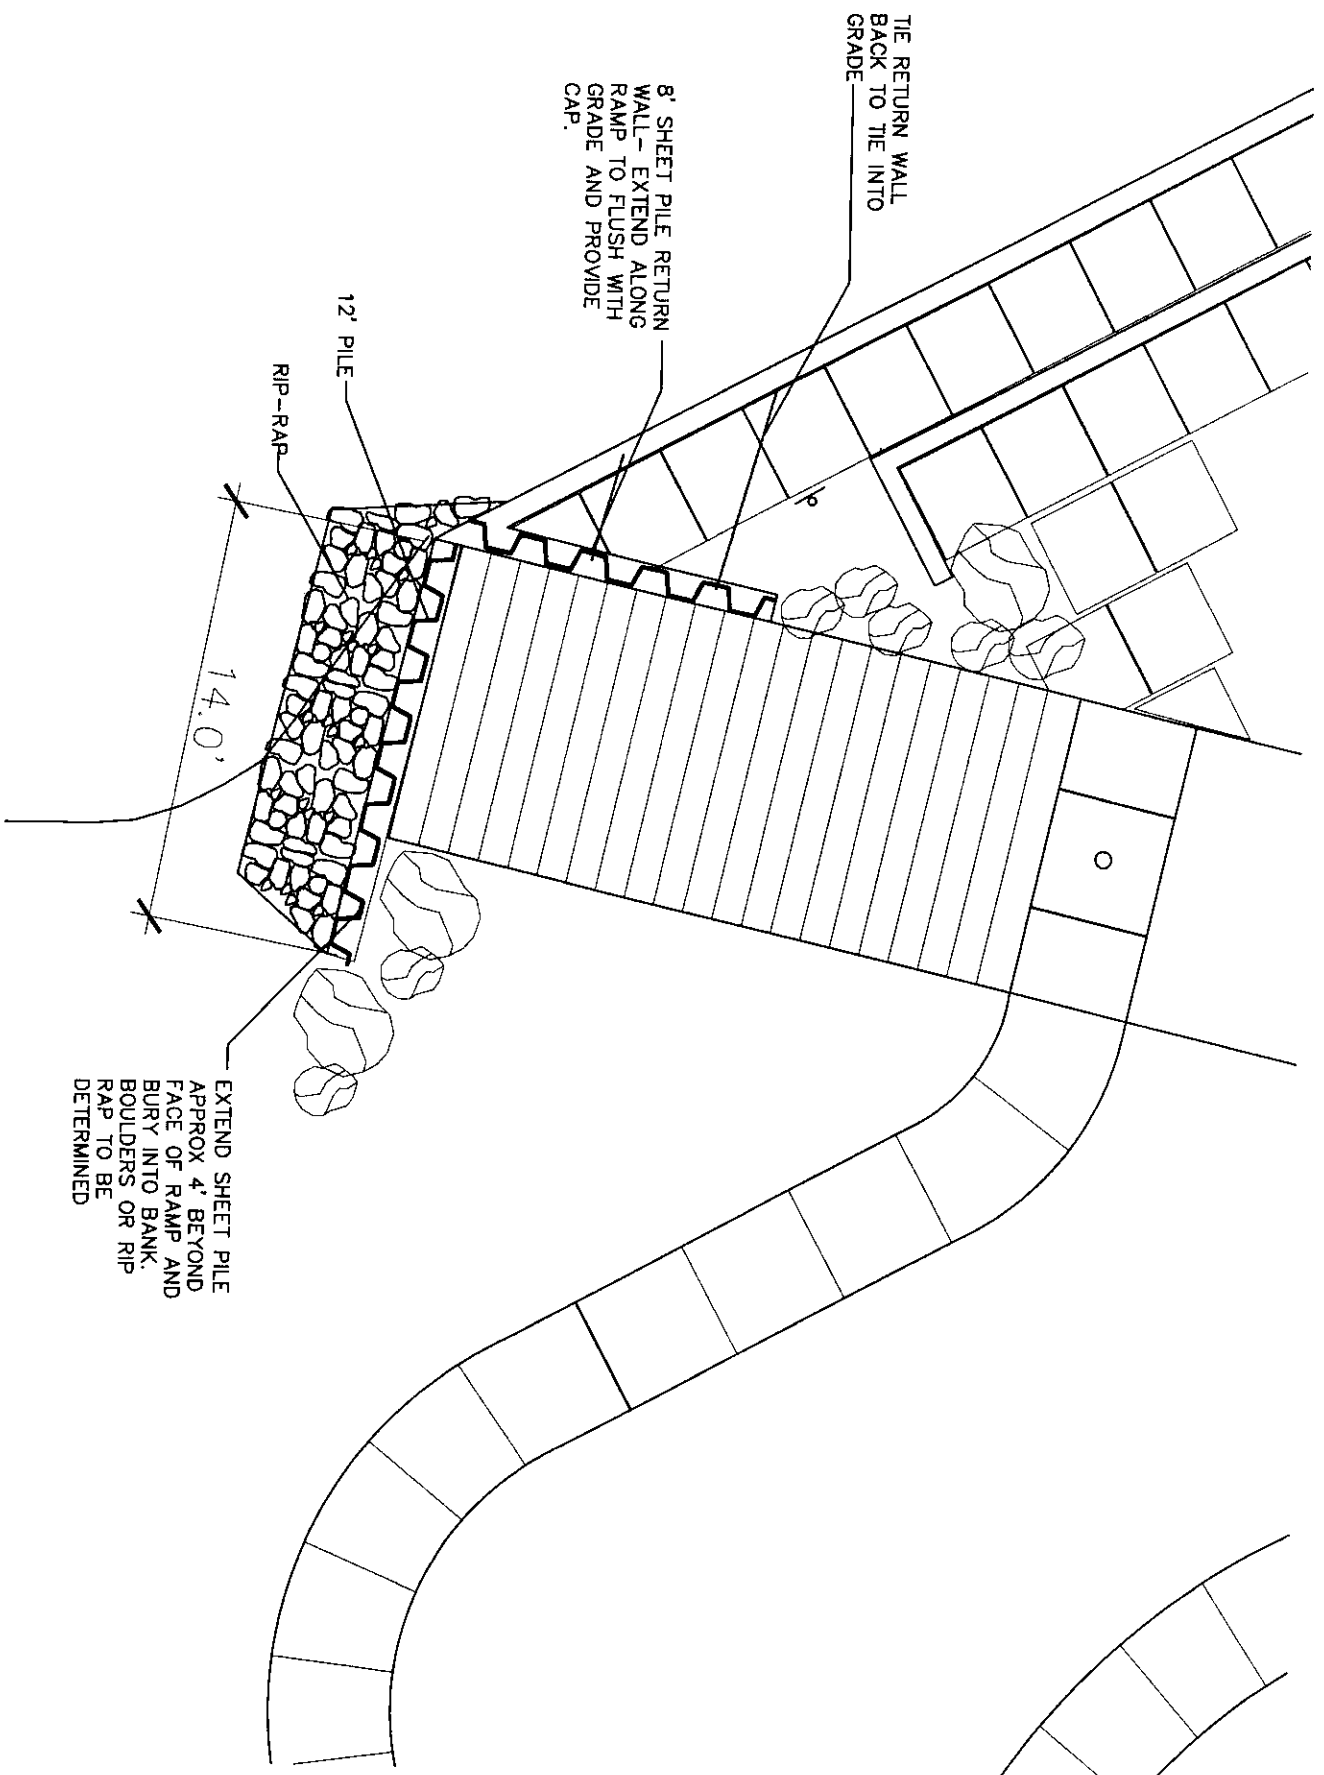 TIE RETURN WALL
BACK TO TIE INTO
GRADE
8' SHEET PILE RETURN
WALL- EXTEND ALONG
RAMP TO FLUSH WITH
GRADE AND PROVIDE
CAP.
12' PILE
RIP-RAP
14.0'
EXTEND SHEET PILE
APPROX 4' BEYOND
FACE OF RAMP AND
BURY INTO BANK.
BOULDERS OR RIP
RAP TO BE
DETERMINED